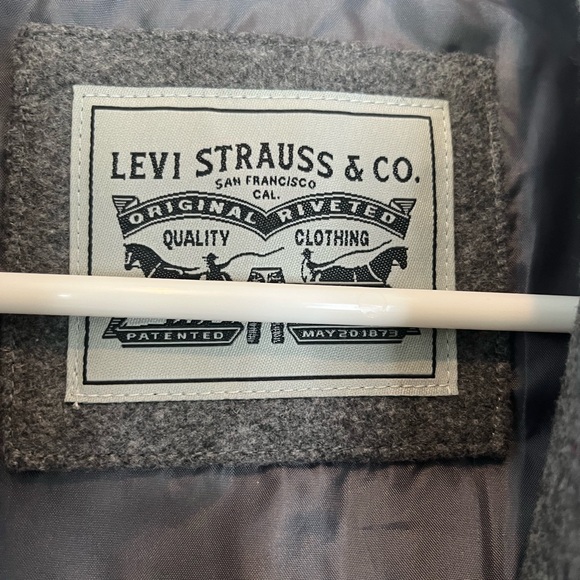 LEVI STRAUSS & CO.
SAN FRANCISCO
CAL.
ORIGINAL RIVETED
QUALITY CLOTHING
PATENTED MAY 20 1873